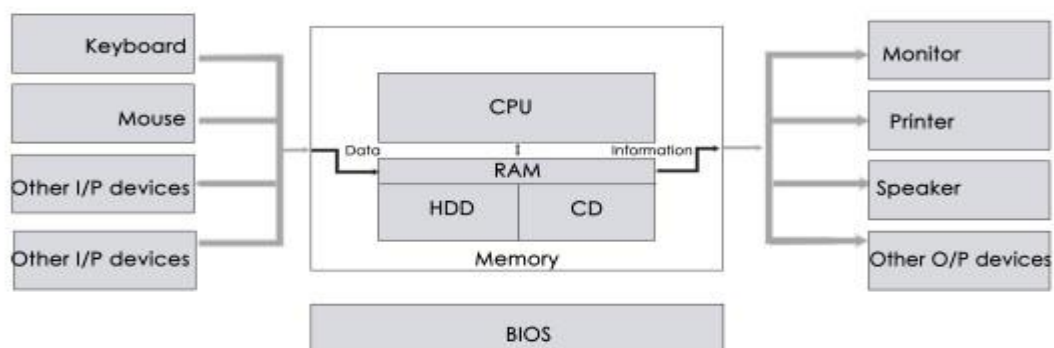 Keyboard
Mouse
Other I/P devices
Other I/P devices
CPU
Data
Information
RAM
HDD
CD
Memory
BIOS
Monitor
Printer
Speaker
Other O/P devices